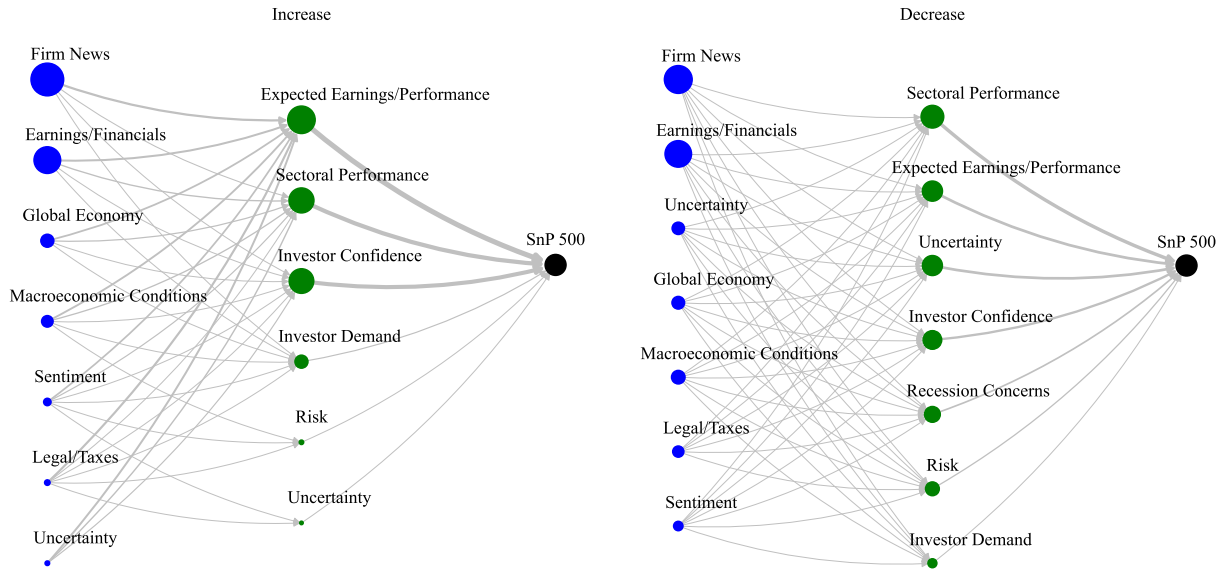 Increase
Firm News
Earnings/Financials
Global Economy
Macroeconomic Conditions
Sentiment
Legal/Taxes
Uncertainty
Expected Earnings/Performance
Sectoral Performance
Investor Confidence
Investor Demand
Risk
Uncertainty
SnP 500
Decrease
Firm News
Earnings/Financials
Uncertainty
Global Economy
Macroeconomic Conditions
Legal/Taxes
Sentiment
Sectoral Performance
Expected Earnings/Performance
Uncertainty
Investor Confidence
Recession Concerns
Risk
Investor Demand
SnP 500